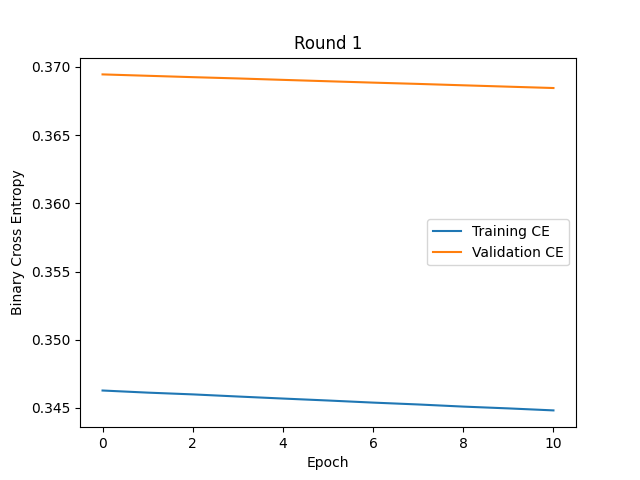 Round 1
Binary Cross Entropy
0.370
0.365
0.360
0.355
0.350
0.345
Training CE
Validation CE
0 2 4 6 8 10
Epoch